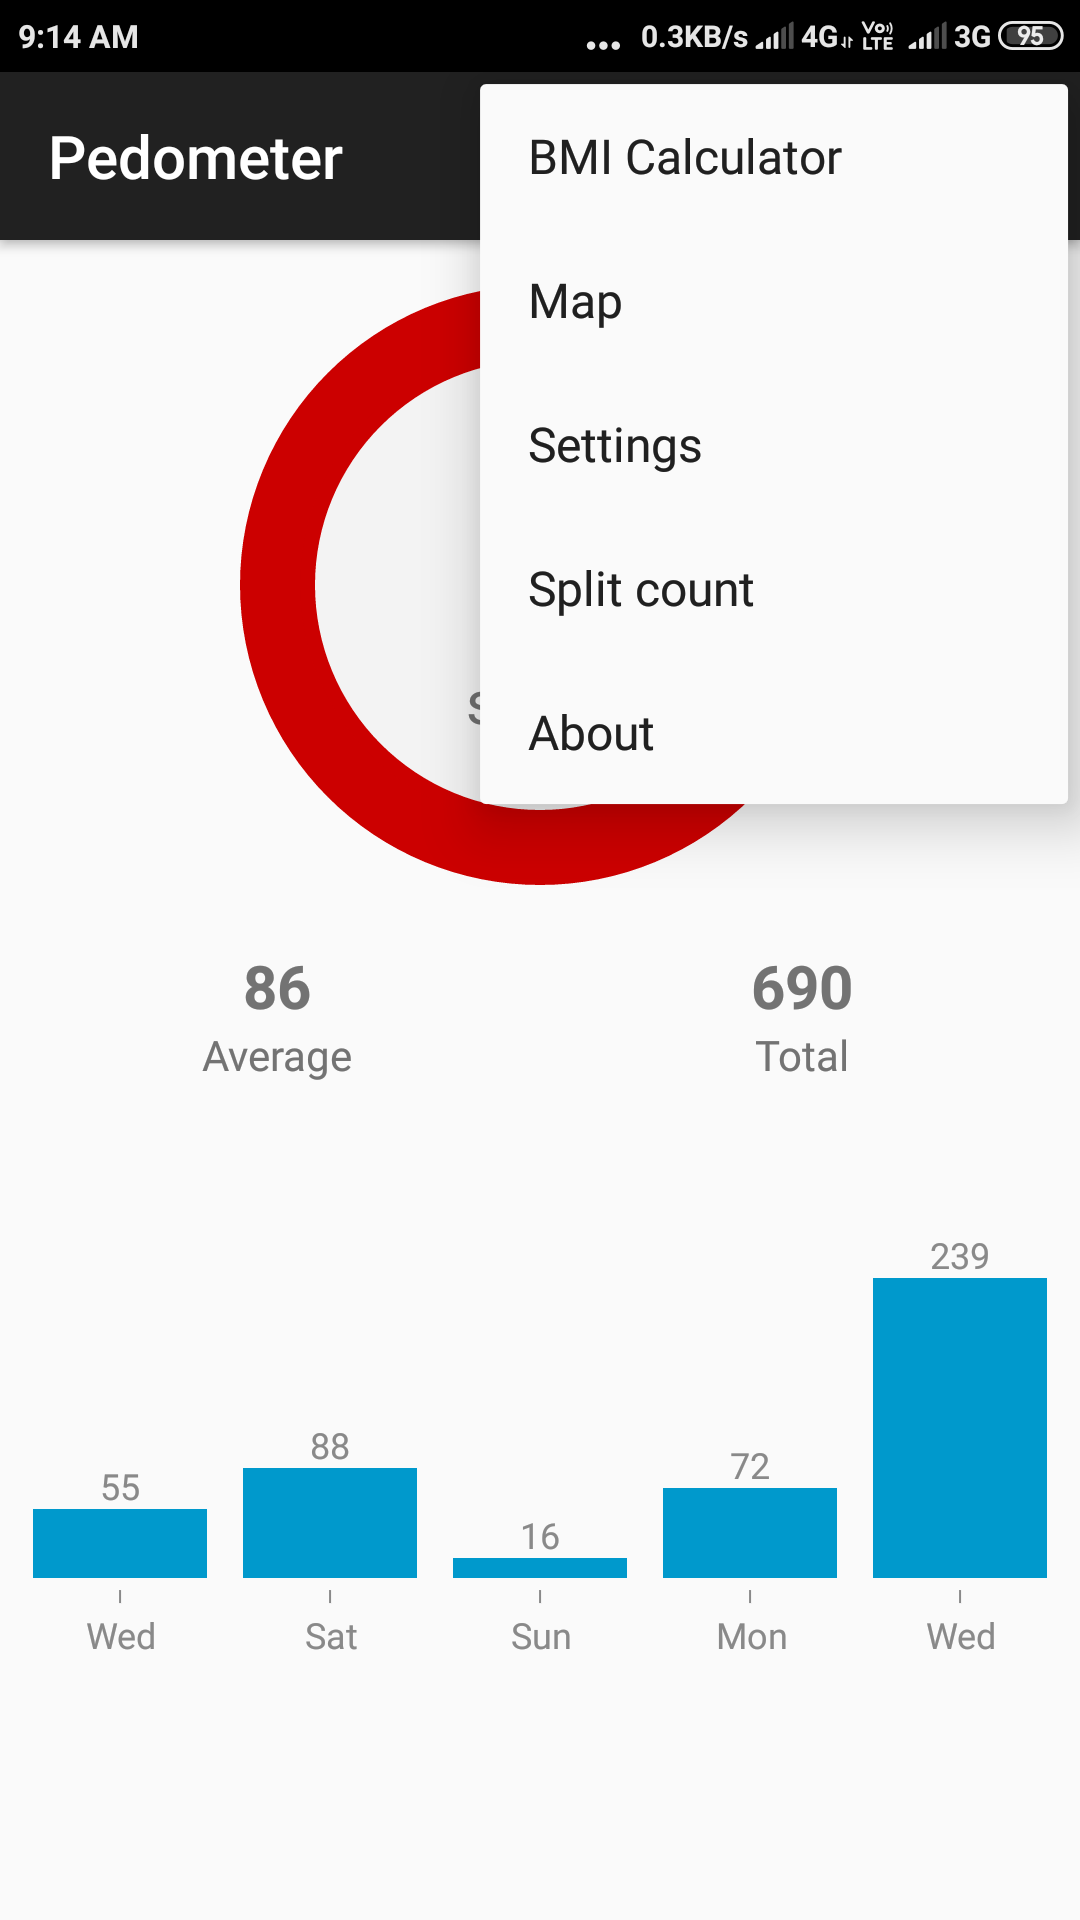 9:14 AM ... 0.3KB/s 4G Vo LTE 3G 95
Pedometer
BMI Calculator
Map
Settings
Split count
About
86 690
Average Total
239
88
72
55
16
Wed Sat Sun Mon Wed